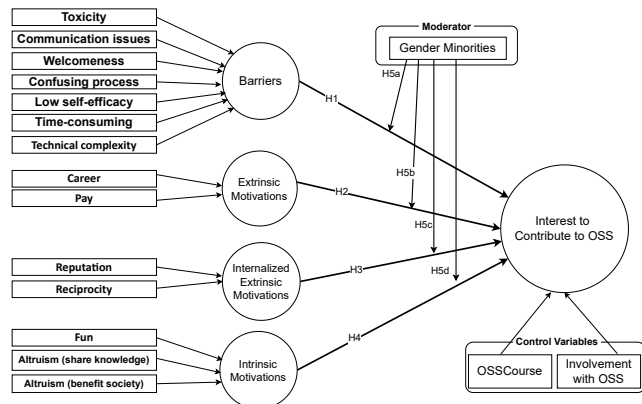 Toxicity
Communication issues
Welcomeness
Confusing process
Low self-efficacy
Time-consuming
Technical complexity
Barriers
Moderator
Gender Minorities
H5a
H1
H5b
Career
Pay
Extrinsic
Motivations
H2
H5c
Interest to
Contribute to OSS
Reputation
Reciprocity
Internalized
Extrinsic
Motivations
H3
H5d
Fun
Altruism (share knowledge)
Altruism (benefit society)
Intrinsic
Motivations
H4
Control Variables
OSSCourse
Involvement
with OSS